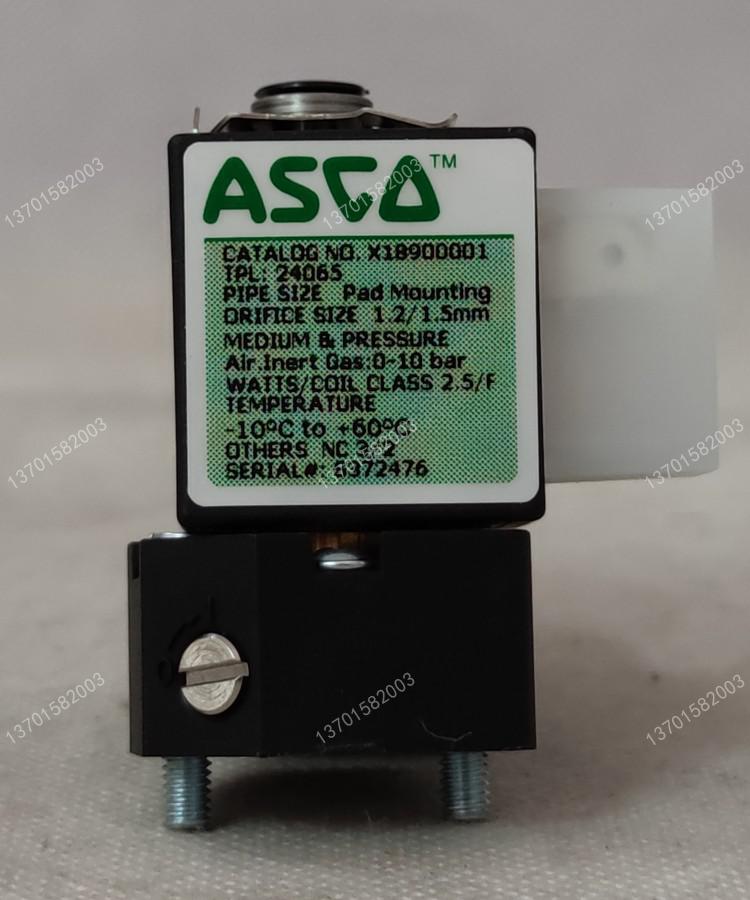 ASCO™
CATALOG NO. X18900001
TPL: 24065
PIPE SIZE Pad Mounting
ORIFICE SIZE 1.2/1.5mm
MEDIUM & PRESSURE
Air.Inert Gas:0-10 bar
WATTS/COIL CLASS 2.5/F
TEMPERATURE
-10ºC to +60ºC
OTHERS NC 3/2
SERIAL#: 8372476
13701582003
13701582003
13701582003
13701582003
13701582003
13701582003
13701582003
13701582003
13701582003